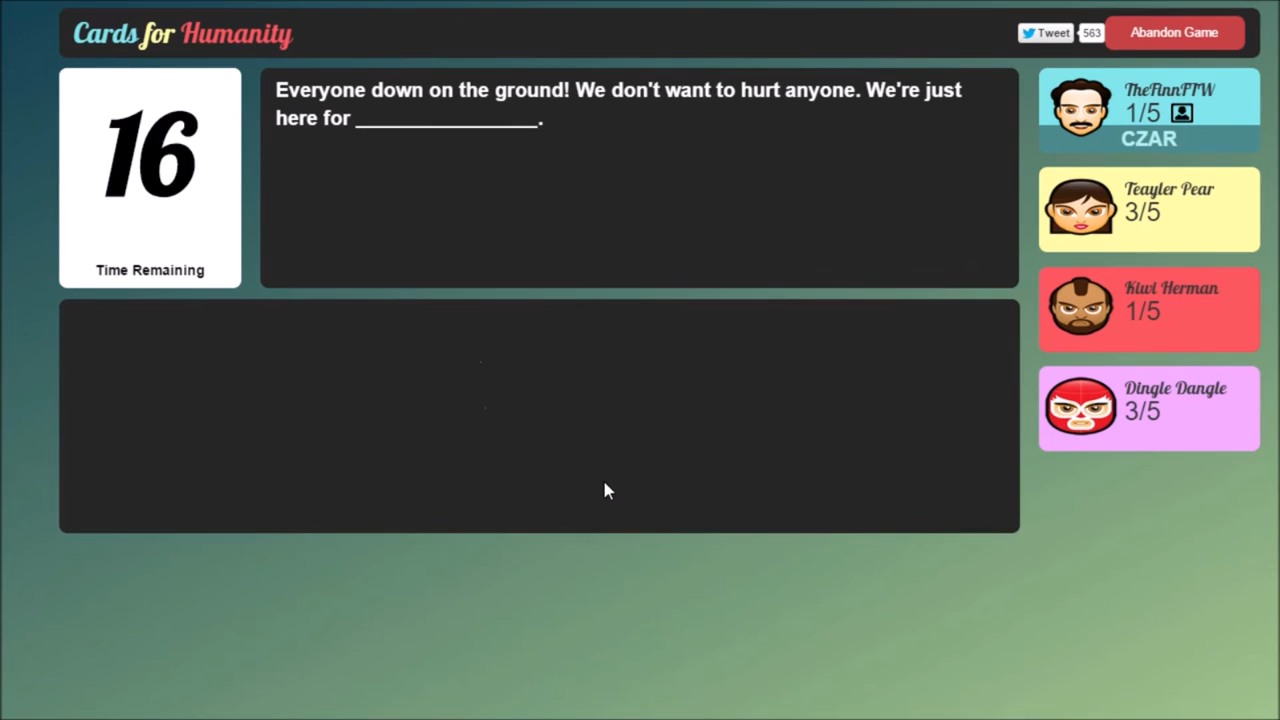 Cards for Humanity
Tweet
563
Abandon Game
16
Time Remaining
Everyone down on the ground! We don't want to hurt anyone. We're just
here for ________________.
TheFinnFTW
1/5
CZAR
Teayler Pear
3/5
Kiwi Herman
1/5
Dingle Dangle
3/5